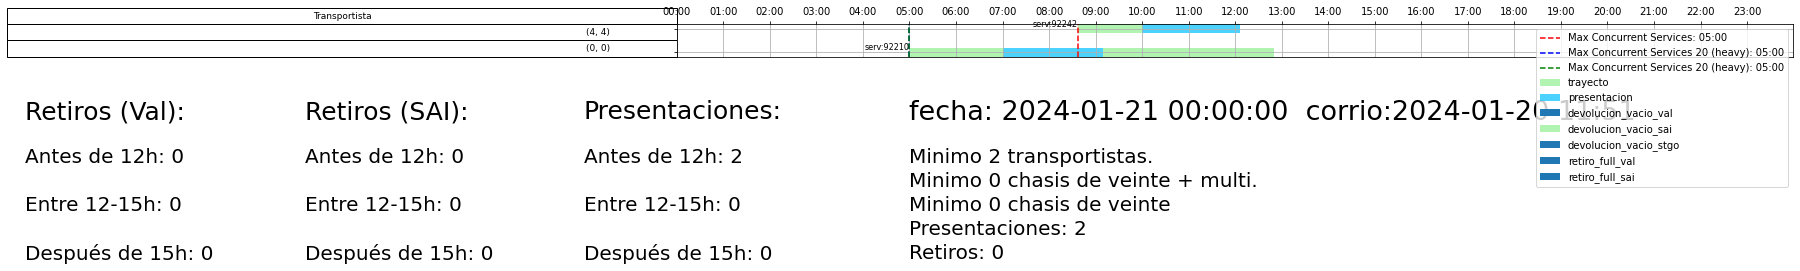 Transportista
00:00 01:00 02:00 03:00 04:00 05:00 06:00 07:00 08:00 09:00 10:00 11:00 12:00 13:00 14:00 15:00 16:00 17:00 18:00 19:00 20:00 21:00 22:00 23:00
serv:92242
(4, 4)
(0, 0)
serv:92210
Max Concurrent Services: 05:00
Max Concurrent Services 20 (heavy): 05:00
Max Concurrent Services 20 (heavy): 05:00
trayecto
presentacion
devolucion_vacio_val
devolucion_vacio_sai
devolucion_vacio_stgo
retiro_full_val
retiro_full_sai
Retiros (Val):
Antes de 12h: 0
Entre 12-15h: 0
Después de 15h: 0
Retiros (SAI):
Antes de 12h: 0
Entre 12-15h: 0
Después de 15h: 0
Presentaciones:
Antes de 12h: 2
Entre 12-15h: 0
Después de 15h: 0
fecha: 2024-01-21 00:00:00 corrio:2024-01-20 11:51
Minimo 2 transportistas.
Minimo 0 chasis de veinte + multi.
Minimo 0 chasis de veinte
Presentaciones: 2
Retiros: 0